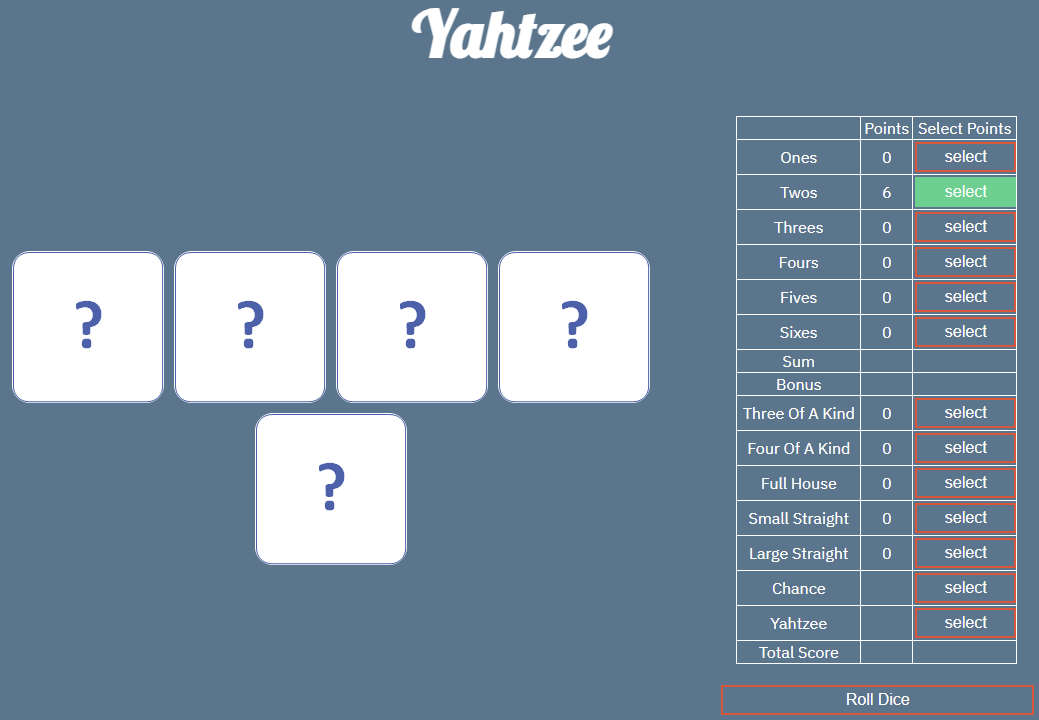 Yahtzee
Points Select Points
Ones 0 select
Twos 6 select
Threes 0 select
Fours 0 select
Fives 0 select
Sixes 0 select
Sum
Bonus
Three Of A Kind 0 select
Four Of A Kind 0 select
Full House 0 select
Small Straight 0 select
Large Straight 0 select
Chance select
Yahtzee select
Total Score
? ? ? ?
?
Roll Dice